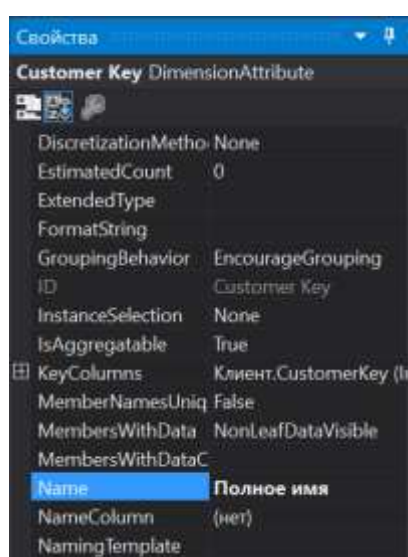 Свойства
Customer Key DimensionAttribute
DiscretizationMetho None
EstimatedCount 0
ExtendedType
FormatString
GroupingBehavior EncourageGrouping
ID Customer Key
InstanceSelection None
IsAggregatable True
KeyColumns Клиент.CustomerKey (I
MemberNamesUniq False
MembersWithData NonLeafDataVisible
MembersWithDataC
Name Полное имя
NameColumn (нет)
NamingTemplate